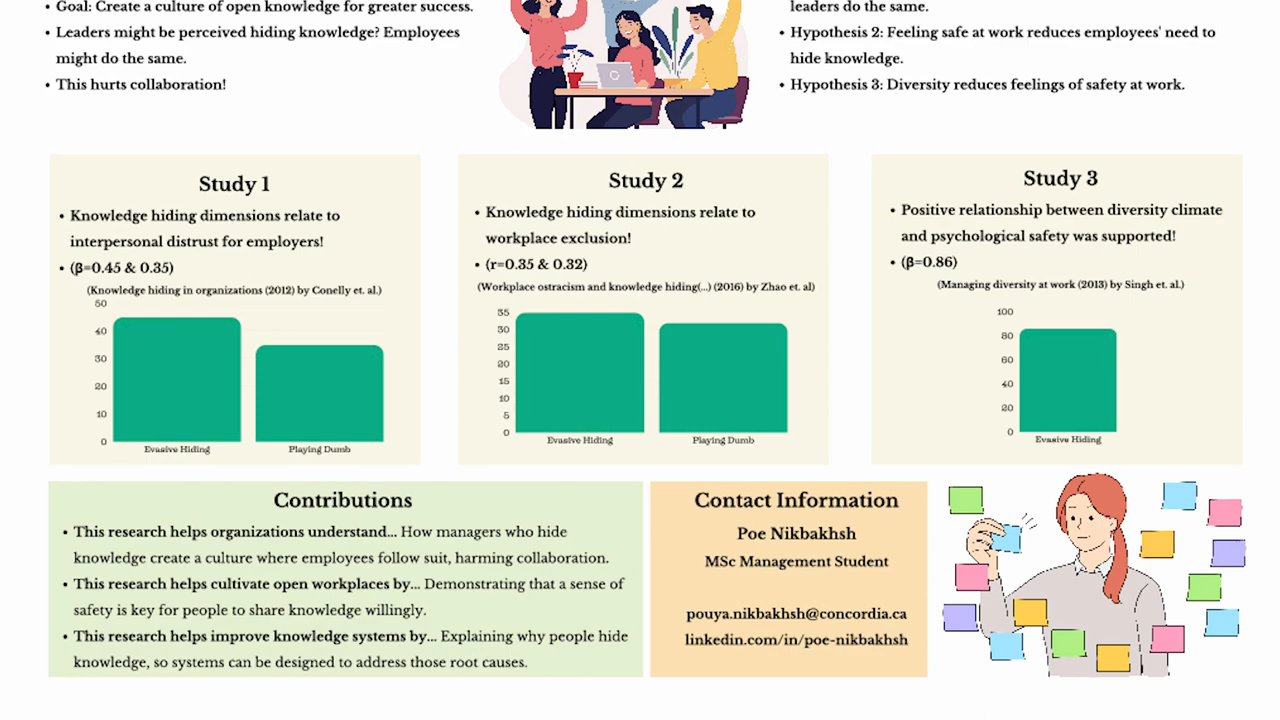 • Goal: Create a culture of open knowledge for greater success.
• Leaders might be perceived hiding knowledge? Employees
might do the same.
• This hurts collaboration!
leaders do the same.
• Hypothesis 2: Feeling safe at work reduces employees' need to
hide knowledge.
• Hypothesis 3: Diversity reduces feelings of safety at work.
Study 1
• Knowledge hiding dimensions relate to
interpersonal distrust for employers!
• (β=0.45 & 0.35)
(Knowledge hiding in organizations (2012) by Conelly et. al.)
50
40
30
20
10
0
Evasive Hiding
Playing Dumb
Study 2
• Knowledge hiding dimensions relate to
workplace exclusion!
• (r=0.35 & 0.32)
(Workplace ostracism and knowledge hiding(...) (2016) by Zhao et. al)
35
30
25
20
15
10
5
0
Evasive Hiding
Playing Dumb
Study 3
• Positive relationship between diversity climate
and psychological safety was supported!
• (β=0.86)
(Managing diversity at work (2013) by Singh et. al.)
100
80
60
40
20
0
Evasive Hiding
Contributions
• This research helps organizations understand... How managers who hide
knowledge create a culture where employees follow suit, harming collaboration.
• This research helps cultivate open workplaces by... Demonstrating that a sense of
safety is key for people to share knowledge willingly.
• This research helps improve knowledge systems by... Explaining why people hide
knowledge, so systems can be designed to address those root causes.
Contact Information
Poe Nikbakhsh
MSc Management Student
pouya.nikbakhsh@concordia.ca
linkedin.com/in/poe-nikbakhsh